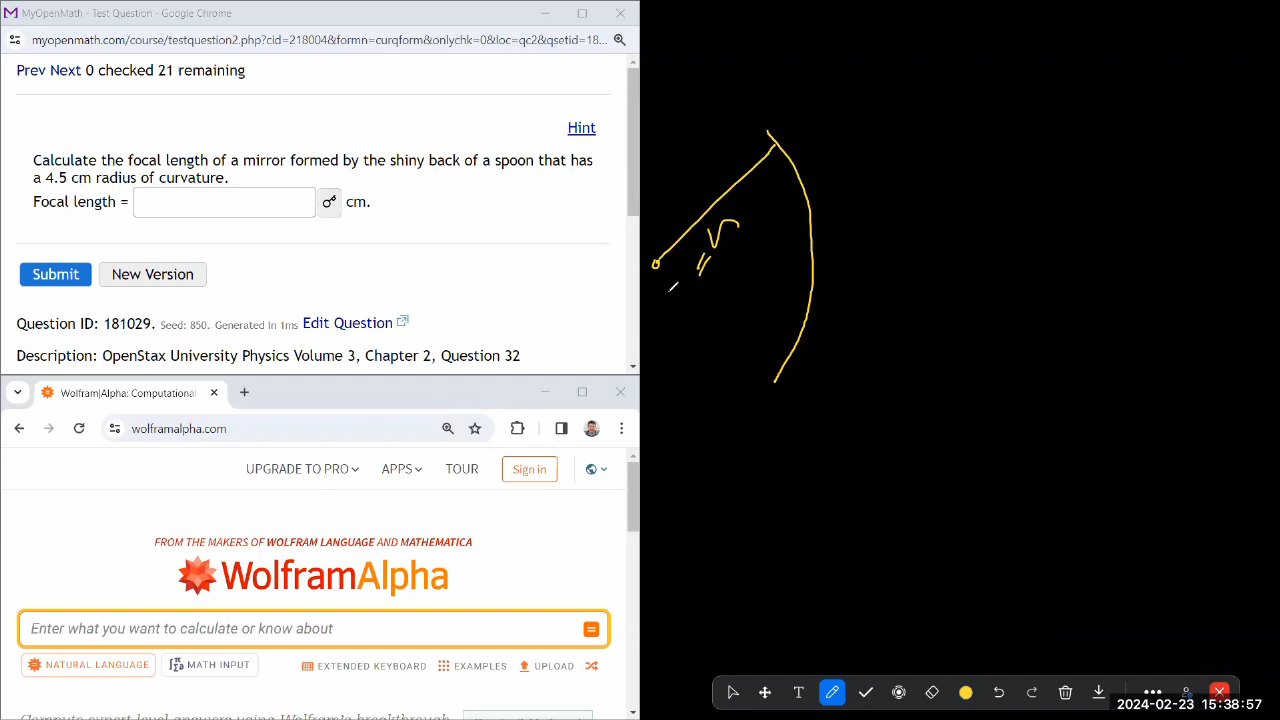 MyOpenMath - Test Question - Google Chrome
myopenmath.com/course/testquestion2.php?cid=218004&formn=curqform&onlychk=0&loc=qc2&qsetid=18...
Prev Next 0 checked 21 remaining
Hint
Calculate the focal length of a mirror formed by the shiny back of a spoon that has
a 4.5 cm radius of curvature.
Focal length = cm.
Submit New Version
Question ID: 181029. Seed: 850. Generated in 1ms Edit Question
Description: OpenStax University Physics Volume 3, Chapter 2, Question 32
Wolfram|Alpha: Computational
wolframalpha.com
UPGRADE TO PRO APPS TOUR Sign in
FROM THE MAKERS OF WOLFRAM LANGUAGE AND MATHEMATICA
WolframAlpha
Enter what you want to calculate or know about
NATURAL LANGUAGE MATH INPUT EXTENDED KEYBOARD EXAMPLES UPLOAD
r
=
2024-02-23 15:38:57